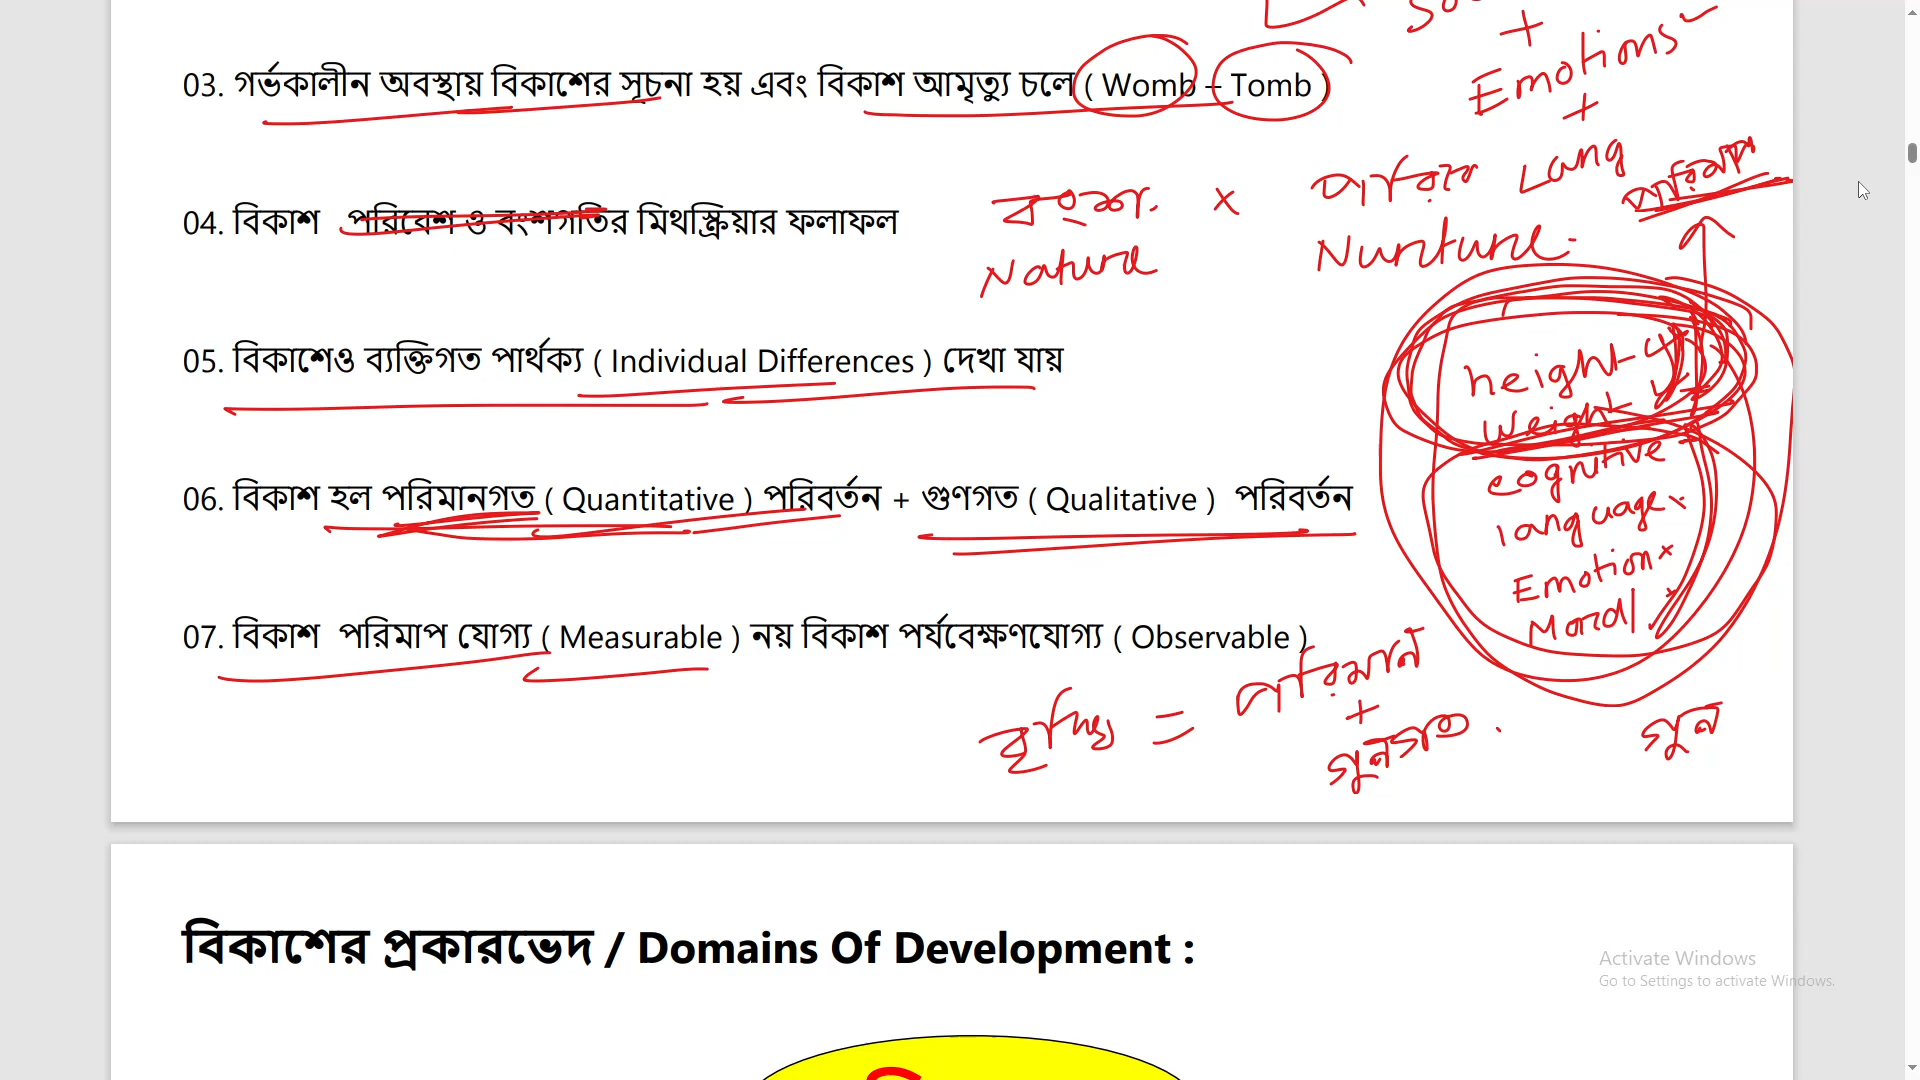 +
Emotions
03. গর্ভকালীন অবস্থায় বিকাশের সূচনা হয় এবং বিকাশ আমৃত্যু চলে ( Womb – Tomb )
+
Lang
04. বিকাশ পরিবেশ ও বংশগতির মিথস্ক্রিয়ার ফলাফল
×
Nature
Nurture
05. বিকাশেও ব্যক্তিগত পার্থক্য ( Individual Differences ) দেখা যায়
height
Weight
cognitive
06. বিকাশ হল পরিমানগত ( Quantitative ) পরিবর্তন + গুণগত ( Qualitative ) পরিবর্তন
language ×
Emotion ×
Moral
07. বিকাশ পরিমাপ যোগ্য ( Measurable ) নয় বিকাশ পর্যবেক্ষণযোগ্য ( Observable )
=
+
বিকাশের প্রকারভেদ / Domains Of Development :
Activate Windows
Go to Settings to activate Windows.